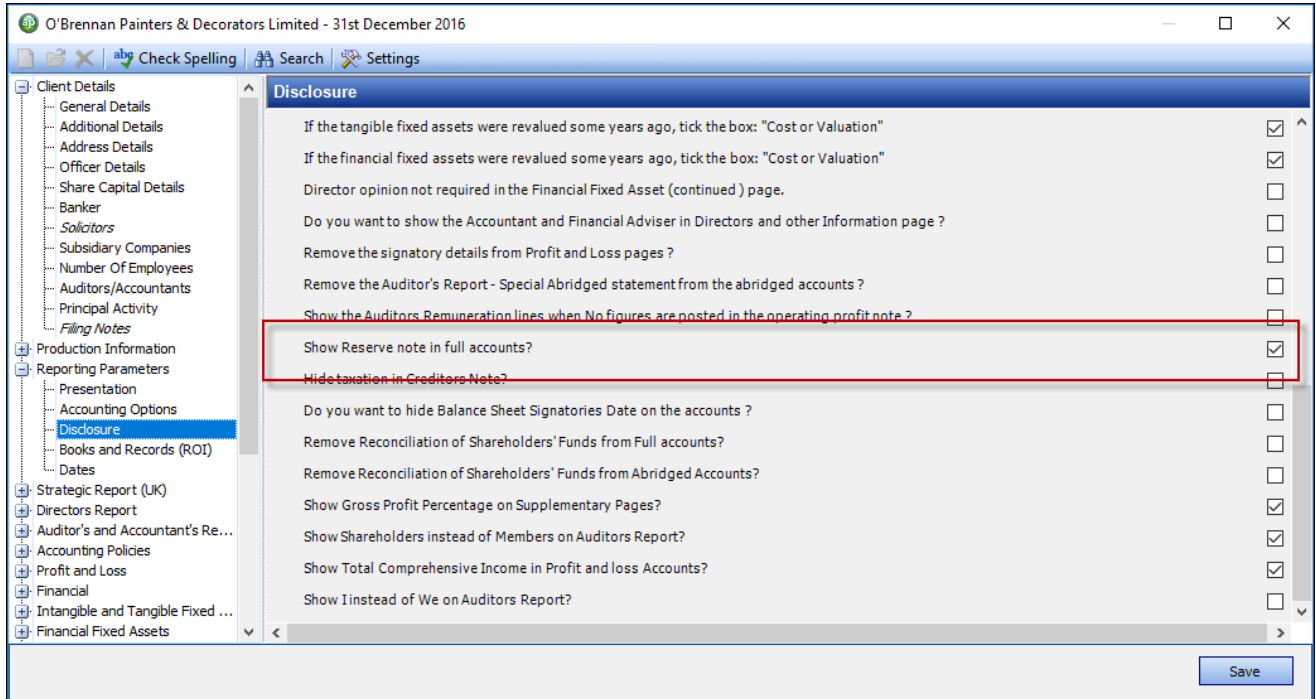 O'Brennan Painters & Decorators Limited - 31st December 2016
abg Check Spelling Search Settings
Client Details
General Details
Additional Details
Address Details
Officer Details
Share Capital Details
Banker
Solicitors
Subsidiary Companies
Number Of Employees
Auditors/Accountants
Principal Activity
Filing Notes
Production Information
Reporting Parameters
Presentation
Accounting Options
Disclosure
Books and Records (ROI)
Dates
Strategic Report (UK)
Directors Report
Auditor's and Accountant's Re...
Accounting Policies
Profit and Loss
Financial
Intangible and Tangible Fixed ...
Financial Fixed Assets
Disclosure
If the tangible fixed assets were revalued some years ago, tick the box: "Cost or Valuation"
If the financial fixed assets were revalued some years ago, tick the box: "Cost or Valuation"
Director opinion not required in the Financial Fixed Asset (continued ) page.
Do you want to show the Accountant and Financial Adviser in Directors and other Information page ?
Remove the signatory details from Profit and Loss pages ?
Remove the Auditor's Report - Special Abridged statement from the abridged accounts ?
Show the Auditors Remuneration lines when No figures are posted in the operating profit note ?
Show Reserve note in full accounts?
Hide taxation in Creditors Note?
Do you want to hide Balance Sheet Signatories Date on the accounts ?
Remove Reconciliation of Shareholders' Funds from Full accounts?
Remove Reconciliation of Shareholders' Funds from Abridged Accounts?
Show Gross Profit Percentage on Supplementary Pages?
Show Shareholders instead of Members on Auditors Report?
Show Total Comprehensive Income in Profit and loss Accounts?
Show I instead of We on Auditors Report?
Save